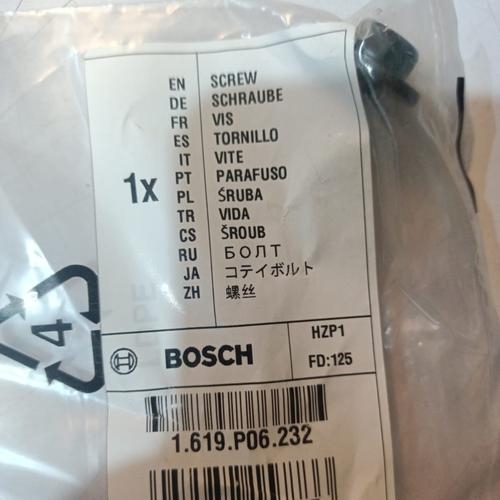 1x
EN SCREW
DE SCHRAUBE
FR VIS
ES TORNILLO
IT VITE
PT PARAFUSO
PL ŚRUBA
TR VIDA
CS ŠROUB
RU БОЛТ
JA コテイボルト
ZH 螺丝
4
BOSCH
HZP1
FD:125
1.619.P06.232